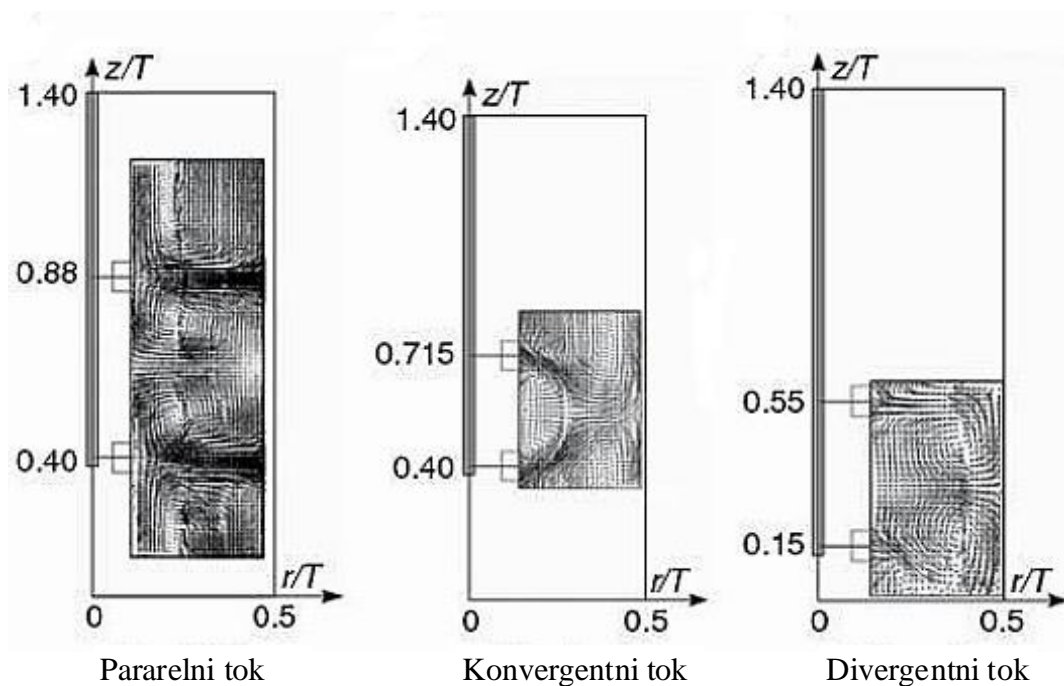 z/T
1.40
0.88
0.40
r/T
0
0.5
Pararelni tok
z/T
1.40
0.715
0.40
r/T
0
0.5
Konvergentni tok
z/T
1.40
0.55
0.15
r/T
0
0.5
Divergentni tok